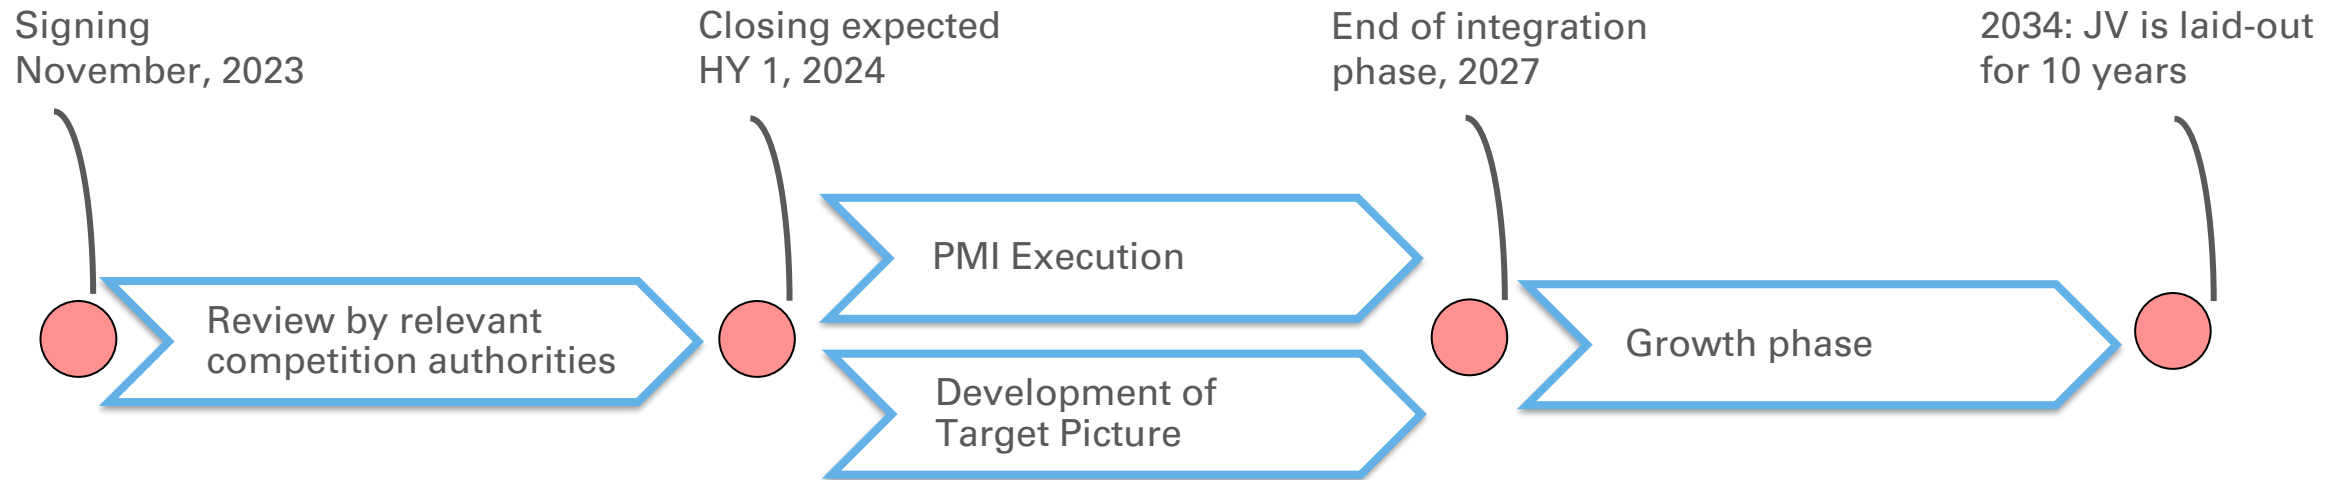 Signing
November, 2023
Closing expected
HY 1, 2024
End of integration
phase, 2027
2034: JV is laid-out
for 10 years
Review by relevant
competition authorities
PMI Execution
Development of
Target Picture
Growth phase